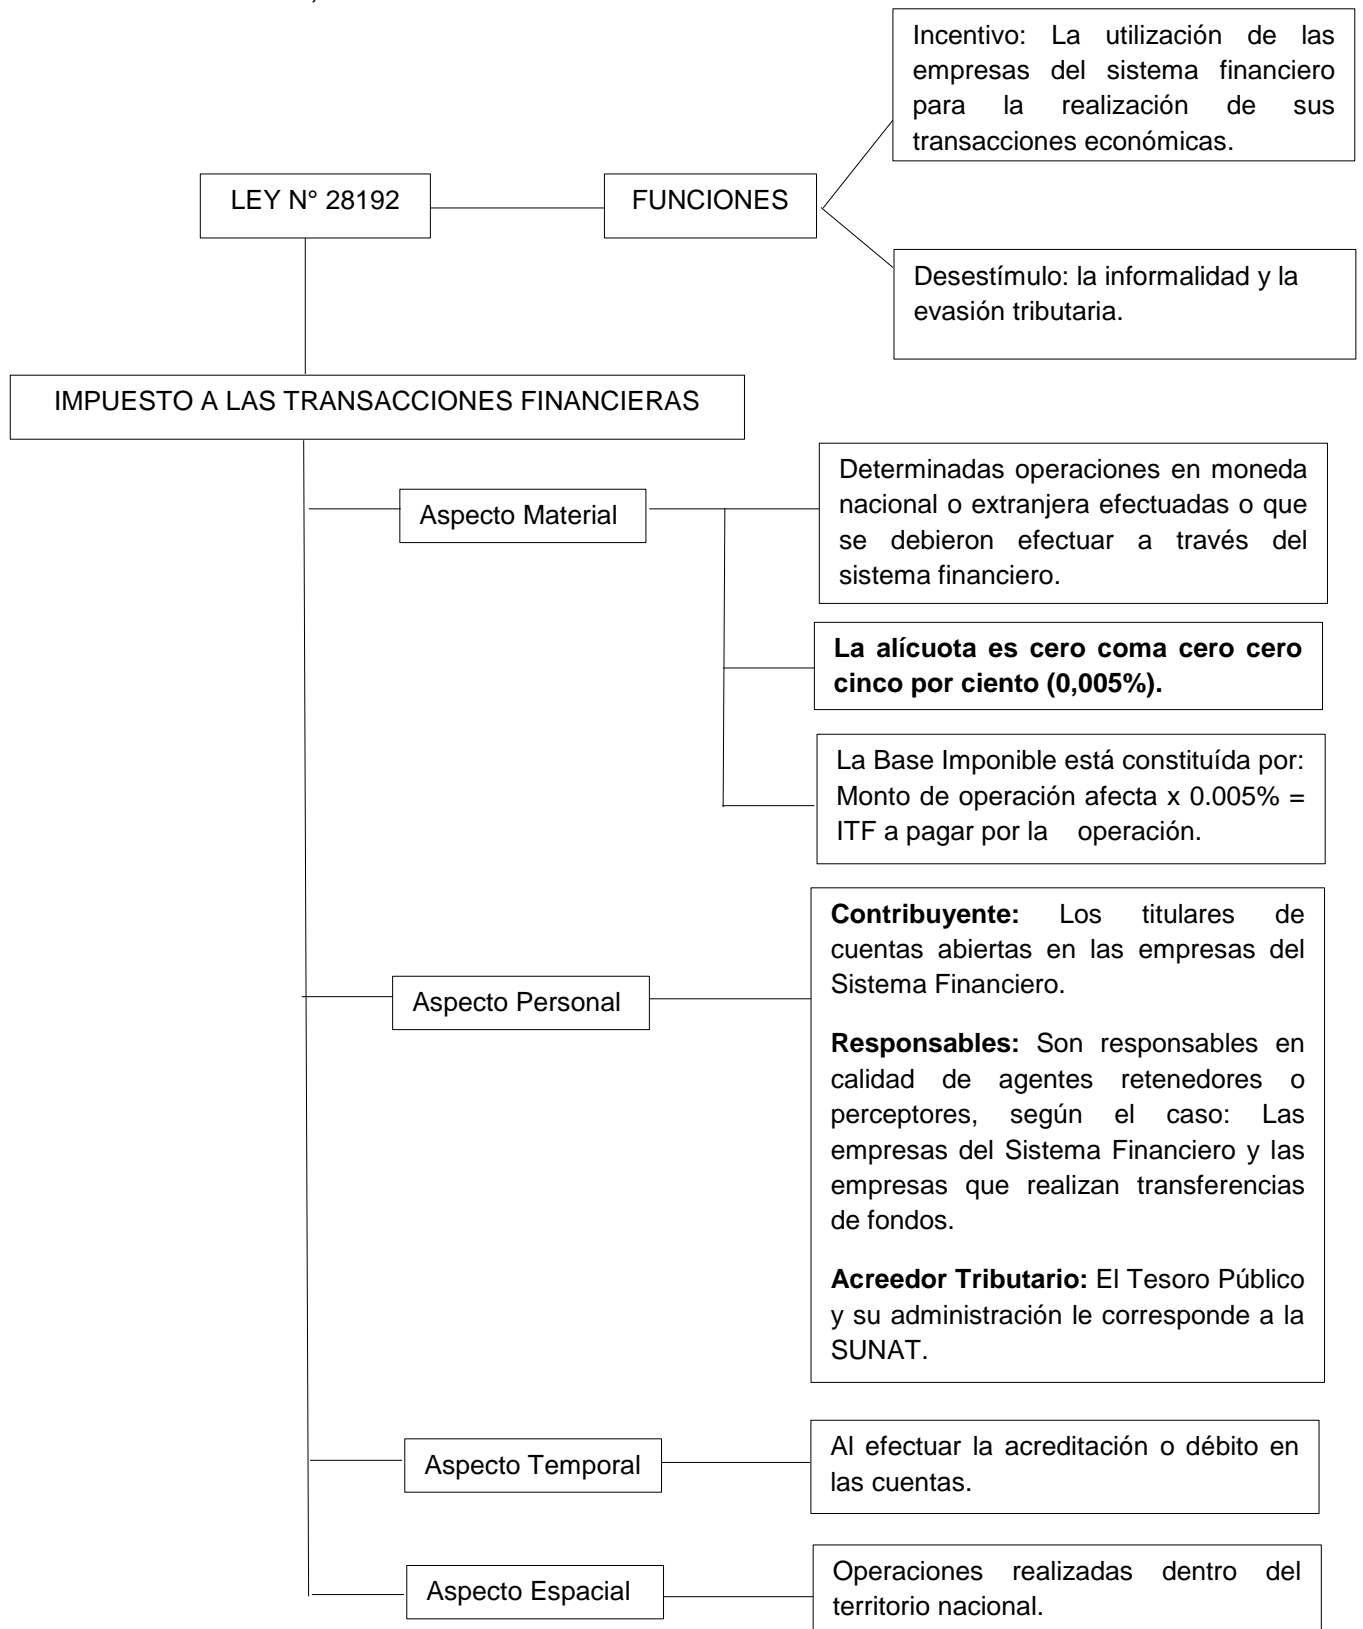 Incentivo: La utilización de las
empresas del sistema financiero
para la realización de sus
transacciones económicas.
LEY N° 28192
FUNCIONES
Desestímulo: la informalidad y la
evasión tributaria.
IMPUESTO A LAS TRANSACCIONES FINANCIERAS
Aspecto Material
Determinadas operaciones en moneda
nacional o extranjera efectuadas o que
se debieron efectuar a través del
sistema financiero.
La alícuota es cero coma cero cero
cinco por ciento (0,005%).
La Base Imponible está constituída por:
Monto de operación afecta x 0.005% =
ITF a pagar por la operación.
Aspecto Personal
Contribuyente: Los titulares de
cuentas abiertas en las empresas del
Sistema Financiero.
Responsables: Son responsables en
calidad de agentes retenedores o
perceptores, según el caso: Las
empresas del Sistema Financiero y las
empresas que realizan transferencias
de fondos.
Acreedor Tributario: El Tesoro Público
y su administración le corresponde a la
SUNAT.
Aspecto Temporal
Al efectuar la acreditación o débito en
las cuentas.
Aspecto Espacial
Operaciones realizadas dentro del
territorio nacional.